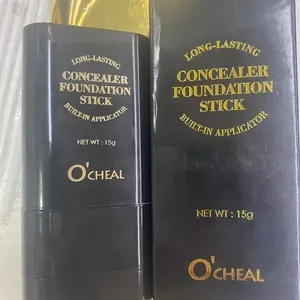 LONG-LASTING
CONCEALER
FOUNDATION
STICK
BUILT-IN APPLICATOR
NET WT : 15g
O'CHEAL
LONG-LASTING
CONCEALER
FOUNDATION
STICK
BUILT-IN APPLICATOR
NET WT : 15g
O'CHEAL